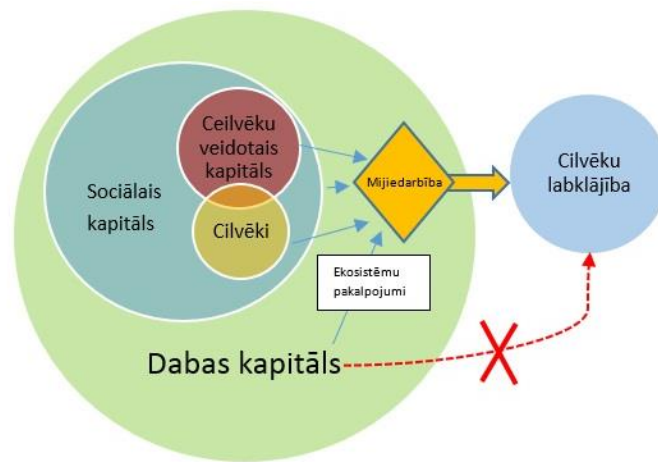 Ceilvēku
veidotais
kapitāls
Sociālais
kapitāls
Cilvēki
Mijiedarbība
Cilvēku
labklājība
Ekosistēmu
pakalpojumi
Dabas kapitāls